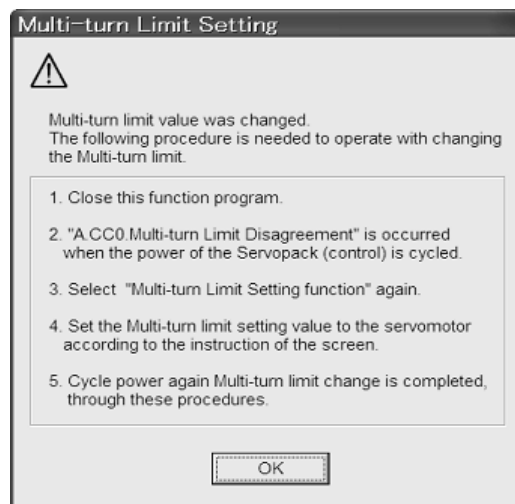 Multi-turn Limit Setting
Multi-turn limit value was changed.
The following procedure is needed to operate with changing
the Multi-turn limit.
1. Close this function program.
2. "A.CC0.Multi-turn Limit Disagreement" is occurred
when the power of the Servopack (control) is cycled.
3. Select "Multi-turn Limit Setting function" again.
4. Set the Multi-turn limit setting value to the servomotor
according to the instruction of the screen.
5. Cycle power again Multi-turn limit change is completed,
through these procedures.
OK